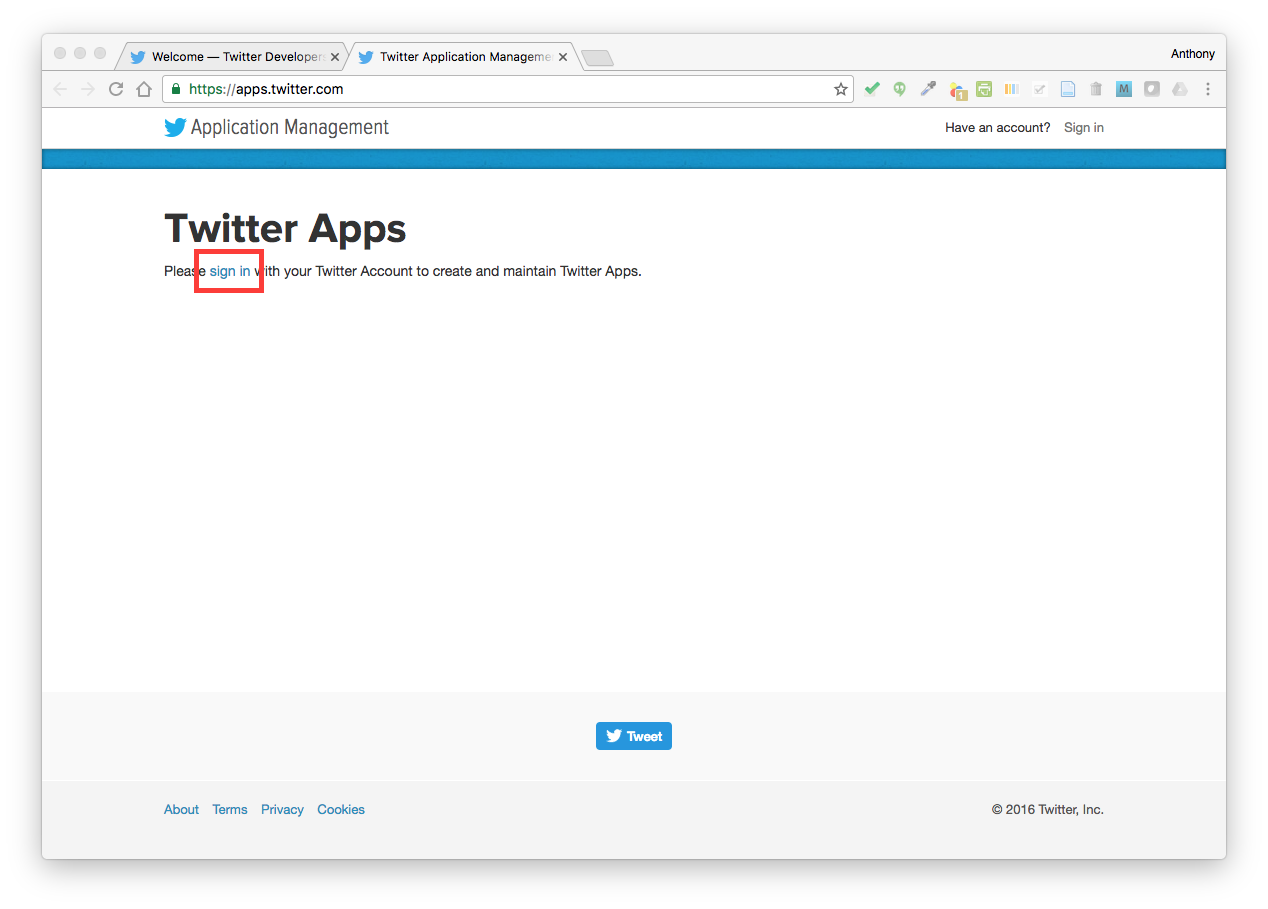 Anthony
Welcome — Twitter Developer
Twitter Application Manageme
https://apps.twitter.com
1
M
Application Management
Have an account? Sign in
Twitter Apps
Please sign in with your Twitter Account to create and maintain Twitter Apps.
Tweet
About Terms Privacy Cookies
© 2016 Twitter, Inc.